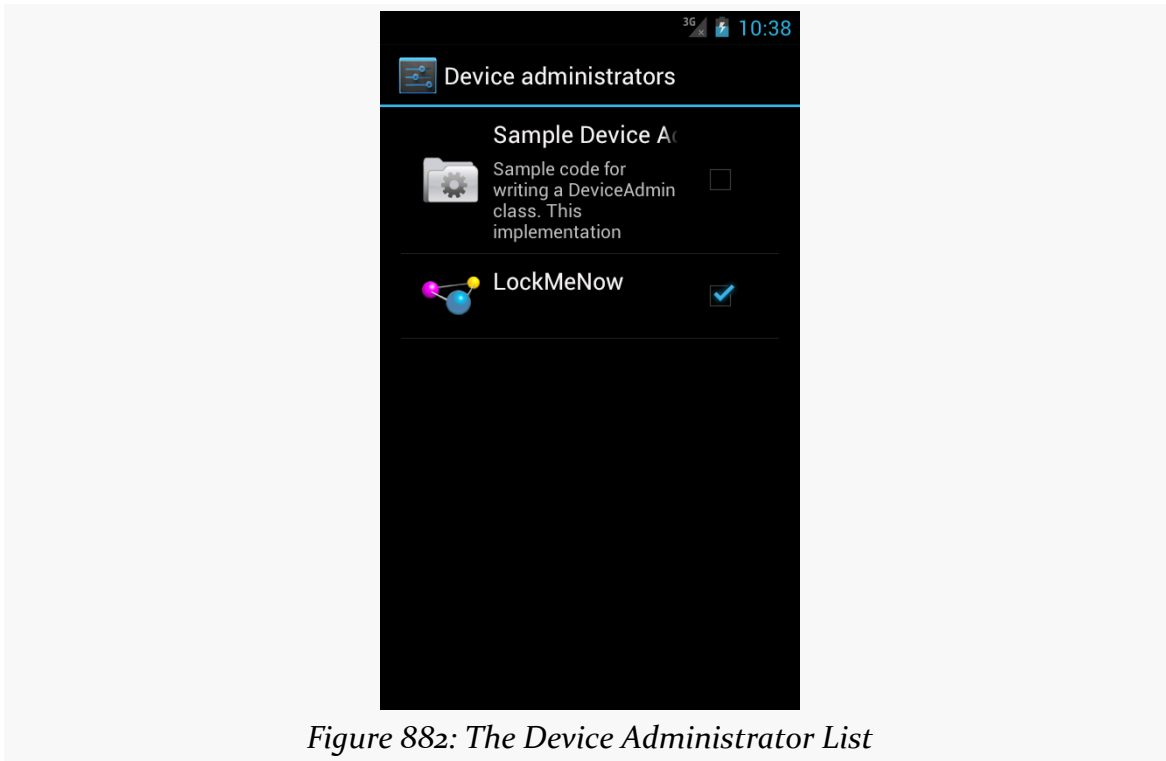 3G
10:38
Device administrators
Sample Device A
Sample code for
writing a DeviceAdmin
class. This
implementation
LockMeNow
Figure 882: The Device Administrator List